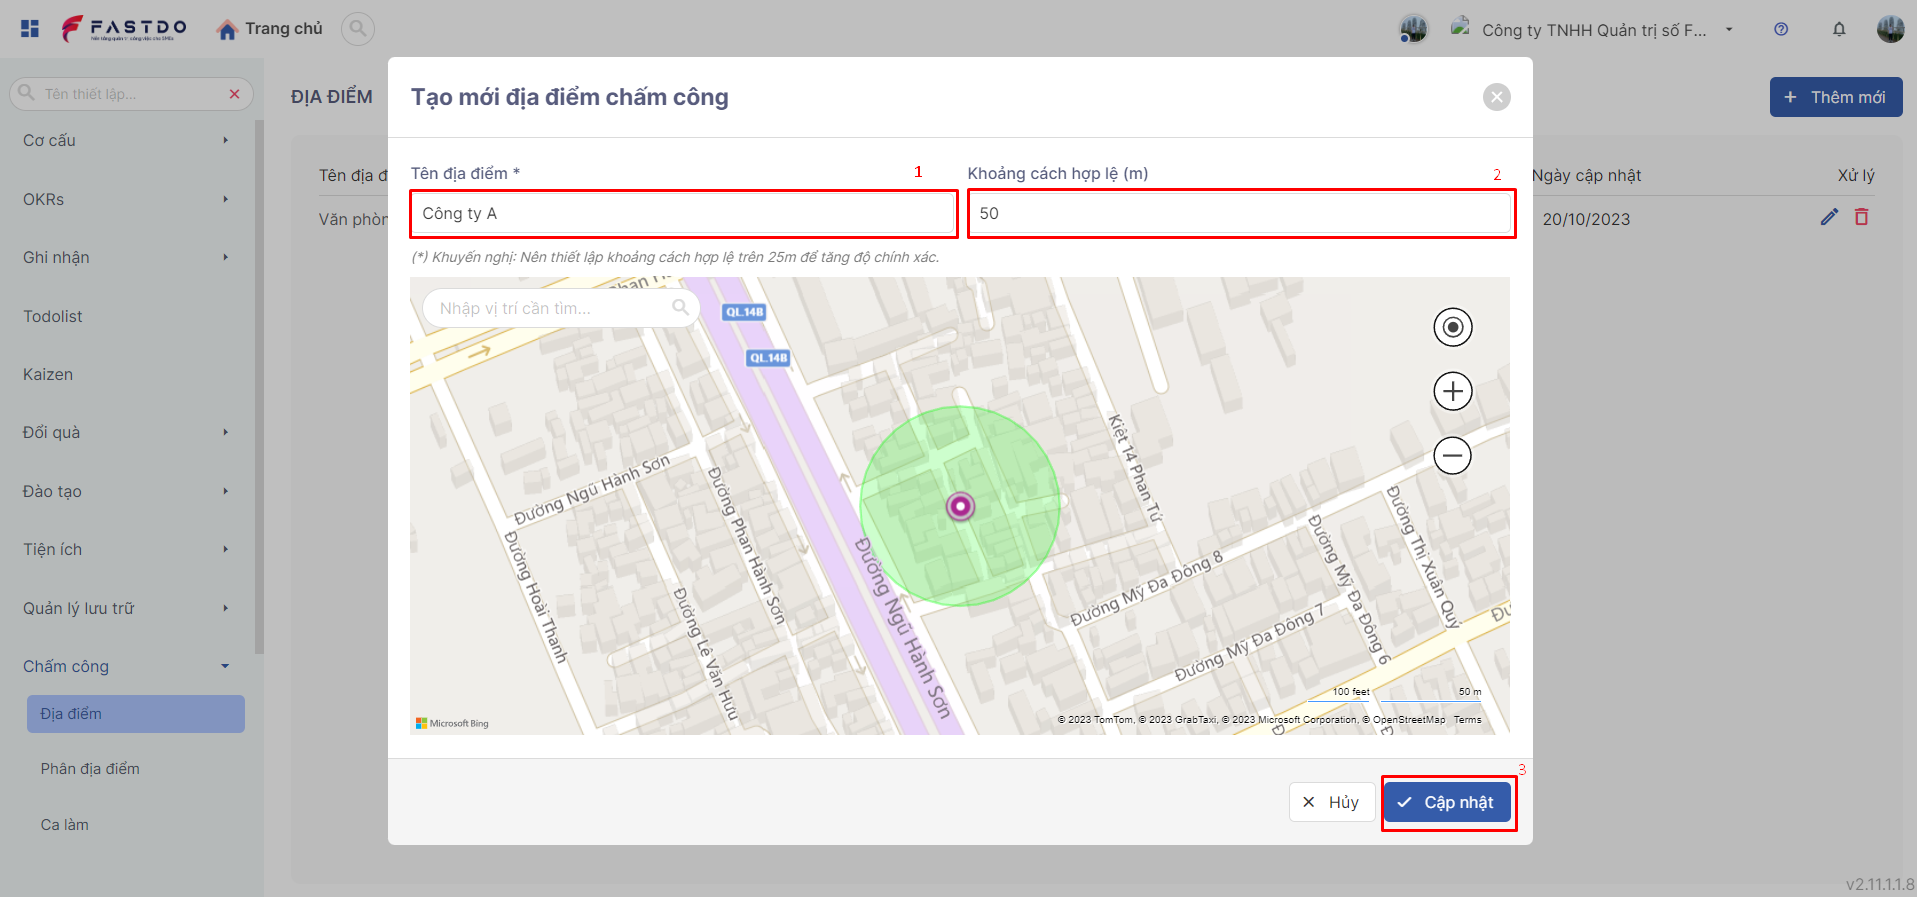 FASTDO
Trang chủ
Công ty TNHH Quản trị số F...
Tên thiết lập...
Cơ cấu
OKRs
Ghi nhận
Todolist
Kaizen
Đổi quà
Đào tạo
Tiện ích
Quản lý lưu trữ
Chấm công
Địa điểm
Phân địa điểm
Ca làm
ĐỊA ĐIỂM
+ Thêm mới
Tên địa đ
Ngày cập nhật
Xử lý
Văn phòn
20/10/2023
Tạo mới địa điểm chấm công
Tên địa điểm *
1
Khoảng cách hợp lệ (m)
2
Công ty A
50
(*) Khuyến nghị: Nên thiết lập khoảng cách hợp lệ trên 25m để tăng độ chính xác.
Nhập vị trí cần tìm...
QL.14B
QL.14B
Đường Ngũ Hành Sơn
Đường Phan Hành Sơn
Đường Hoài Thanh
Đường Lê Văn Hưu
Đường Ngũ Hành Sơn
Kiệt 14 Phan Tứ
Đường Mỹ Đa Đông 8
Đường Mỹ Đa Đông 7
Đường Mỹ Đa Đông 6
Đường Thị Xuân Quý
100 feet
50 m
Microsoft Bing
© 2023 TomTom, © 2023 GrabTaxi, © 2023 Microsoft Corporation, © OpenStreetMap Terms
3
Hủy
Cập nhật
v2.11.1.1.8